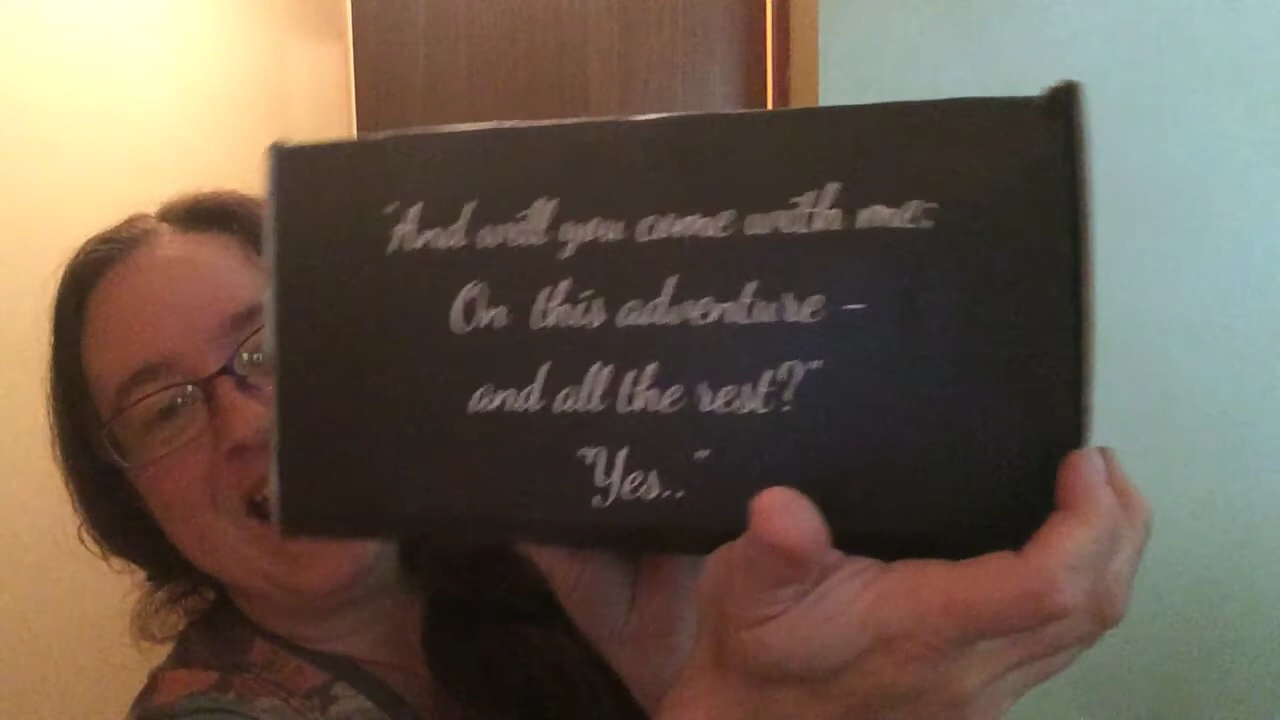 "And will you come with me:
On this adventure -
and all the rest?"
"Yes.."